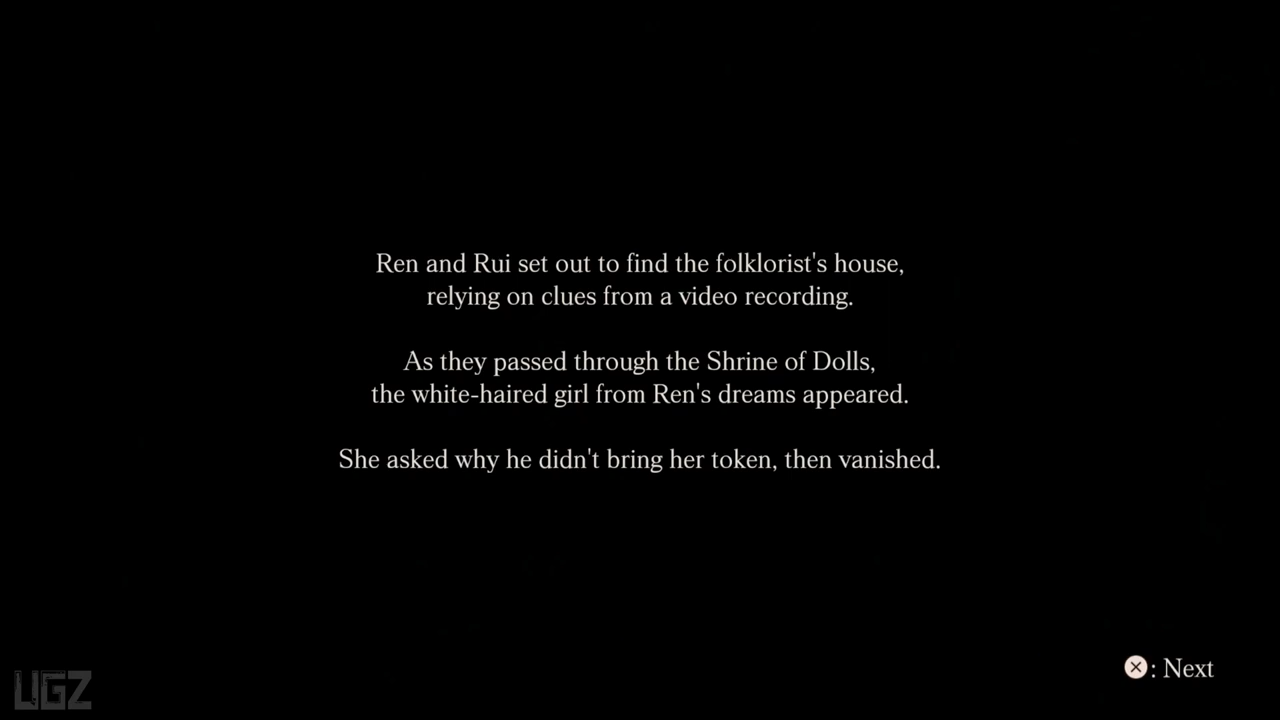 Ren and Rui set out to find the folklorist's house,
relying on clues from a video recording.
As they passed through the Shrine of Dolls,
the white-haired girl from Ren's dreams appeared.
She asked why he didn't bring her token, then vanished.
: Next
UGZ